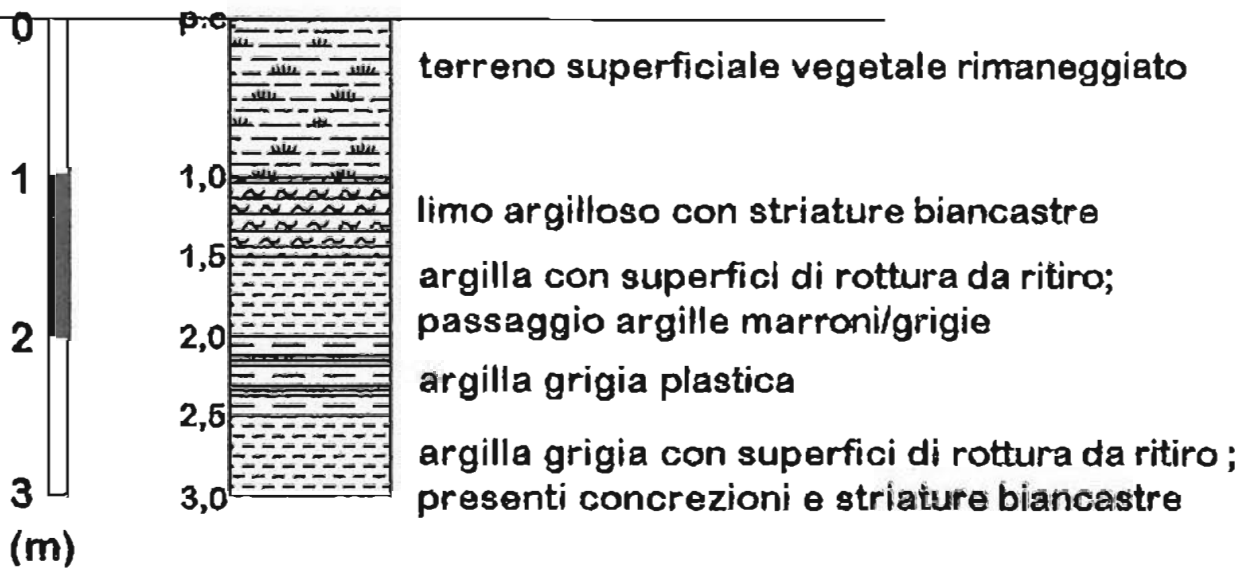 0 p.c.
terreno superficiale vegetale rimaneggiato
1 1,0
limo argilloso con striature biancastre
1,5
argilla con superfici di rottura da ritiro;
passaggio argille marroni/grigie
2 2,0
argilla grigia plastica
2,5
argilla grigia con superfici di rottura da ritiro;
3 3,0 presenti concrezioni e striature biancastre
(m)